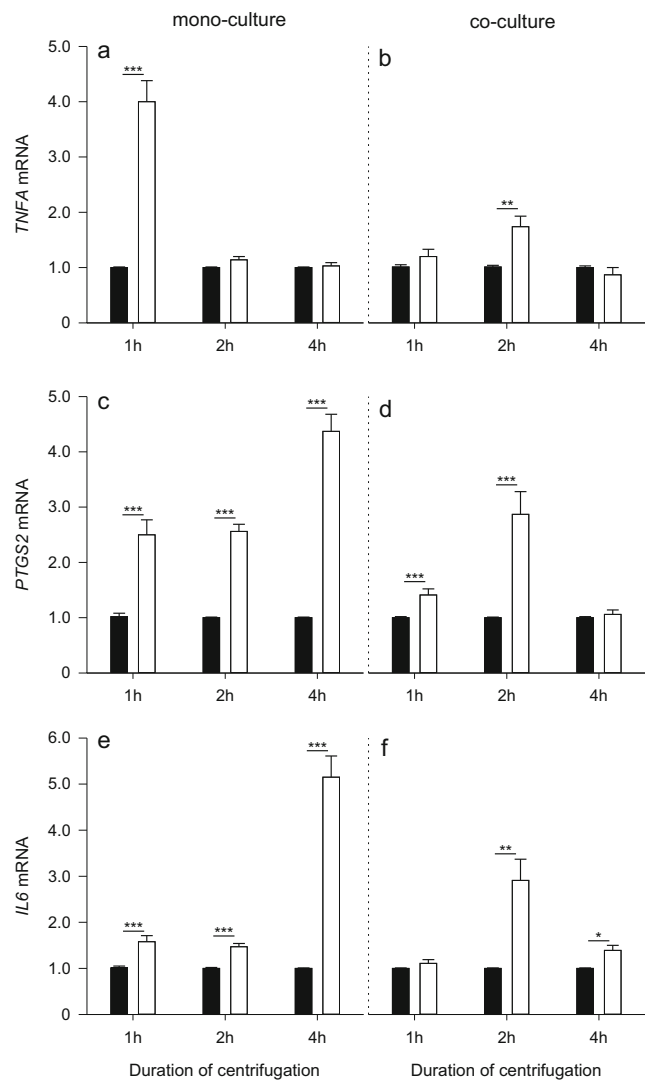 mono-culture
co-culture
a
b
5.0
4.0
3.0
2.0
1.0
0
TNFA mRNA
***
**
1h
2h
4h
1h
2h
4h
c
d
5.0
4.0
3.0
2.0
1.0
0
PTGS2 mRNA
***
***
***
***
***
1h
2h
4h
1h
2h
4h
e
f
6.0
5.0
4.0
3.0
2.0
1.0
0
IL6 mRNA
***
***
***
**
*
1h
2h
4h
1h
2h
4h
Duration of centrifugation
Duration of centrifugation